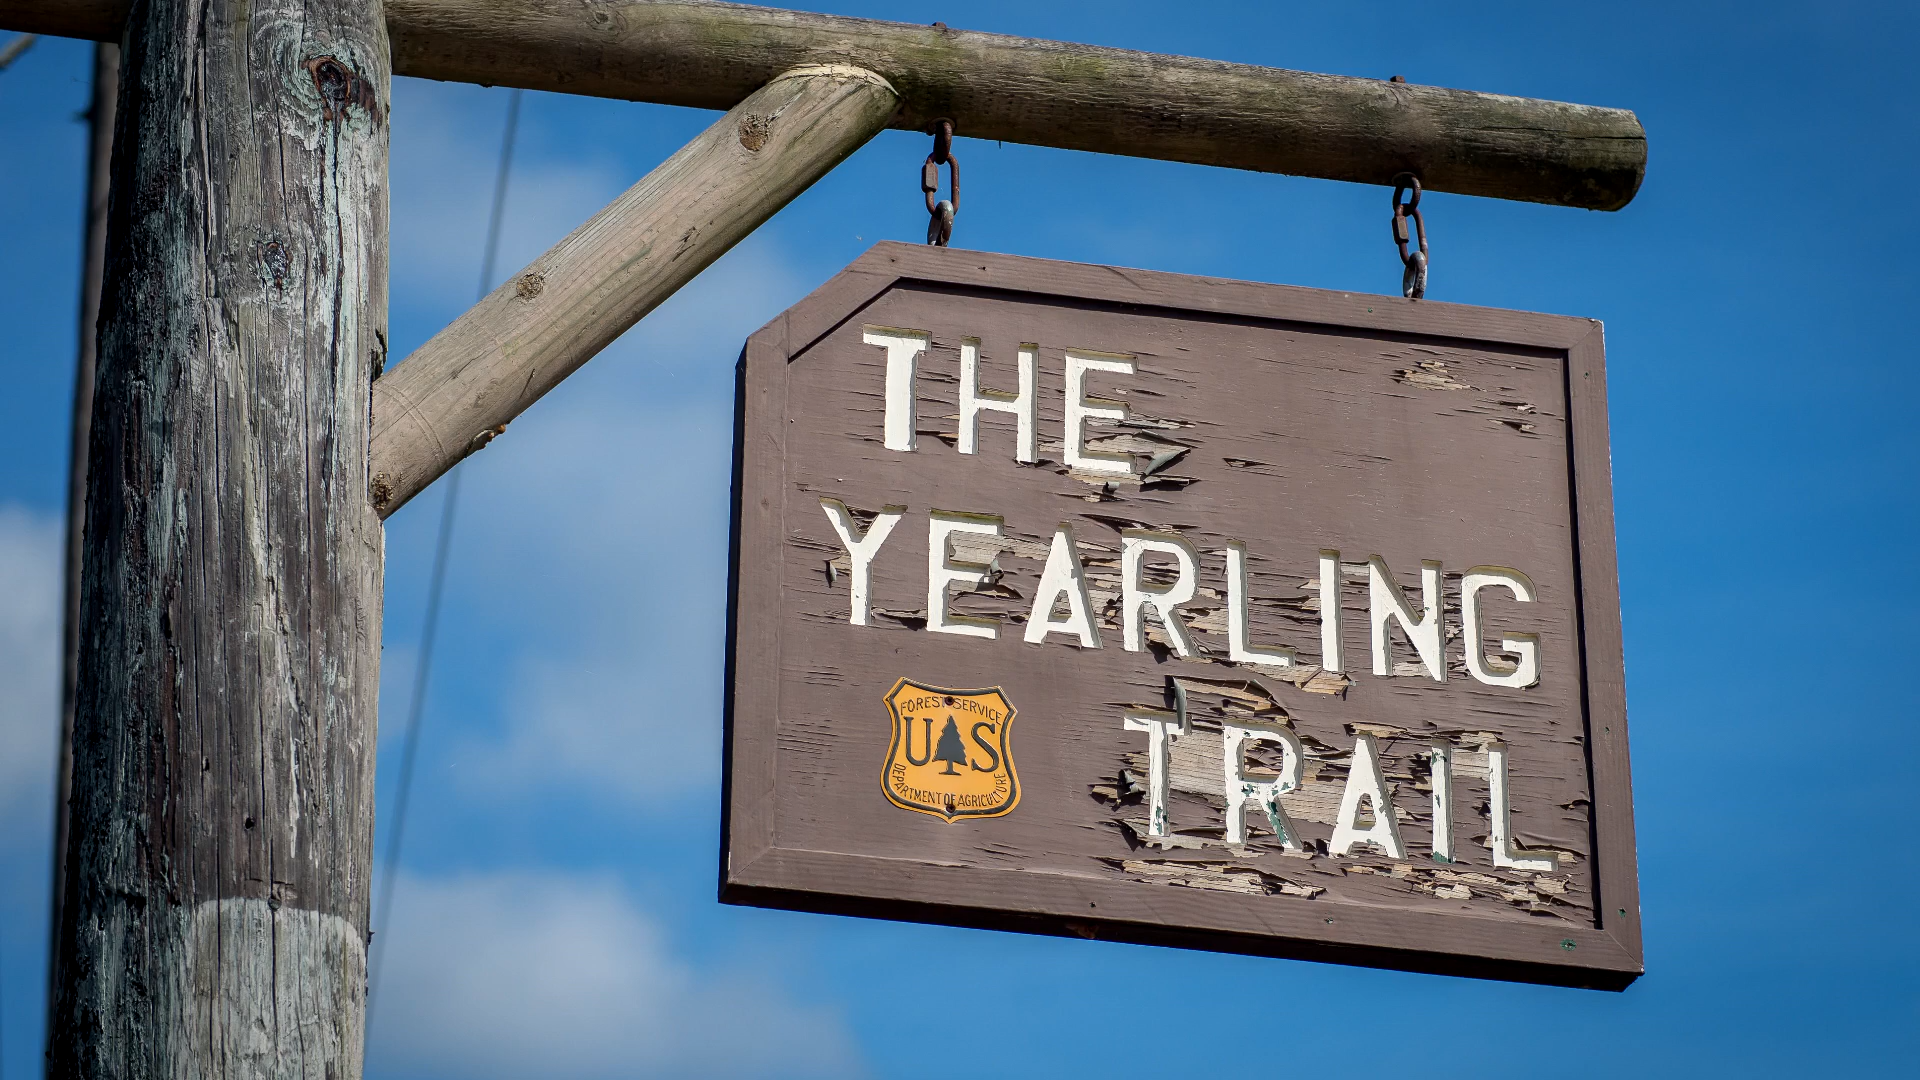 THE
YEARLING
TRAIL
FOREST SERVICE
U S
DEPARTMENT OF AGRICULTURE